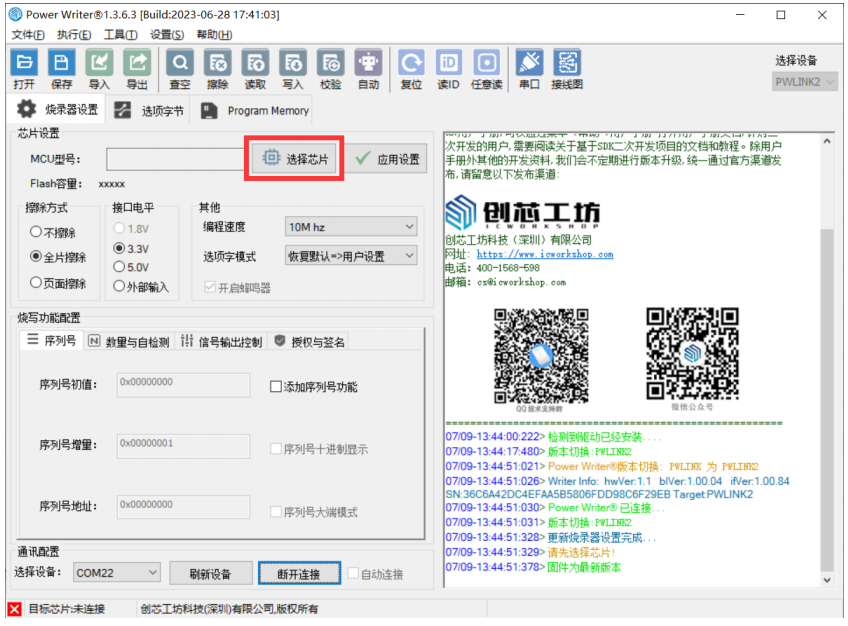 Power Writer®1.3.6.3 [Build:2023-06-28 17:41:03]
文件(F) 执行(E) 工具(T) 设置(S) 帮助(H)
打开 保存 导入 导出 查空 擦除 读取 写入 校验 自动 复位 读ID 任意读 串口 接线图
选择设备
PWLINK2
烧录器设置 选项字节 Program Memory
芯片设置
MCU型号: 选择芯片 应用设置
Flash容量: xxxxx
擦除方式
不擦除
全片擦除
页面擦除
接口电平
1.8V
3.3V
5.0V
外部输入
其他
编程速度 10M hz
选项字模式 恢复默认=>用户设置
开启蜂鸣器
烧写功能配置
序列号 数量与自检测 信号输出控制 授权与签名
序列号初值: 0x00000000 添加序列号功能
序列号增量: 0x00000001 序列号十进制显示
序列号地址: 0x00000000 序列号大端模式
通讯配置
选择设备: COM22 刷新设备 断开连接 自动连接
目标芯片:未连接 创芯工坊科技(深圳)有限公司,版权所有
次开发的用户,需要阅读关于基于SDK二次开发项目的文档和教程。除用户
手册外其他的开发资料,我们会不定期进行版本升级,统一通过官方渠道发
布,请留意以下发布渠道:
创芯工坊
ICWORKSHOP
创芯工坊科技（深圳）有限公司
网址: https://www.icworkshop.com
电话: 400-1568-598
邮箱: cs@icworkshop.com
QQ 技术支持群 微信公众号
========================================================
07/09-13:44:00:222> 检测到驱动已经安装....
07/09-13:44:17:480> 版本切换:PWLINK2
07/09-13:44:51:021> Power Writer®版本切换: PWLINK 为 PWLINK2
07/09-13:44:51:026> Writer Info: hwVer:1.1 blVer:1.00.04 ifVer:1.00.84
SN:36C6A42DC4EFAA5B5806FDD98C6F29EB Target:PWLINK2
07/09-13:44:51:030> Power Writer® 已连接...
07/09-13:44:51:031> 版本切换:PWLINK2
07/09-13:44:51:328> 更新烧录器设置完成...
07/09-13:44:51:329> 请先选择芯片!
07/09-13:44:51:378> 固件为最新版本